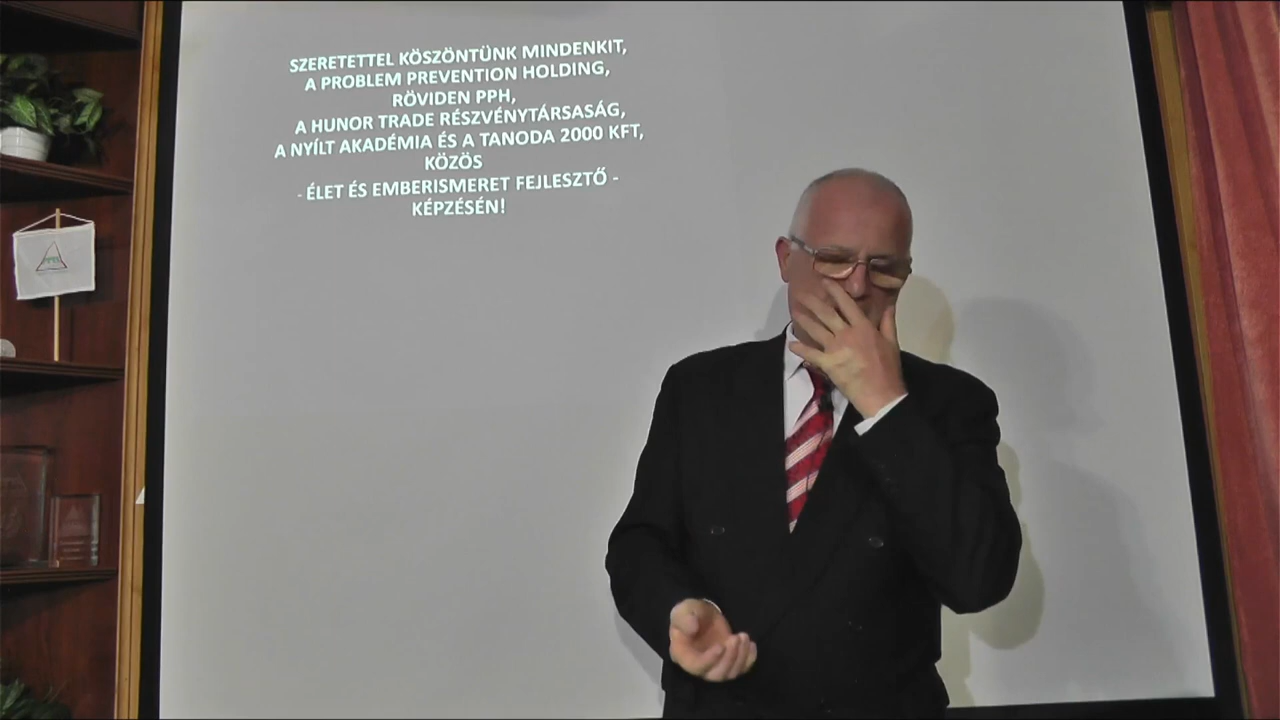 SZERETETTEL KÖSZÖNTÜNK MINDENKIT,
A PROBLEM PREVENTION HOLDING,
RÖVIDEN PPH,
A HUNOR TRADE RÉSZVÉNYTÁRSASÁG,
A NYÍLT AKADÉMIA ÉS A TANODA 2000 KFT,
KÖZÖS
- ÉLET ÉS EMBERISMERET FEJLESZTŐ -
KÉPZÉSÉN!